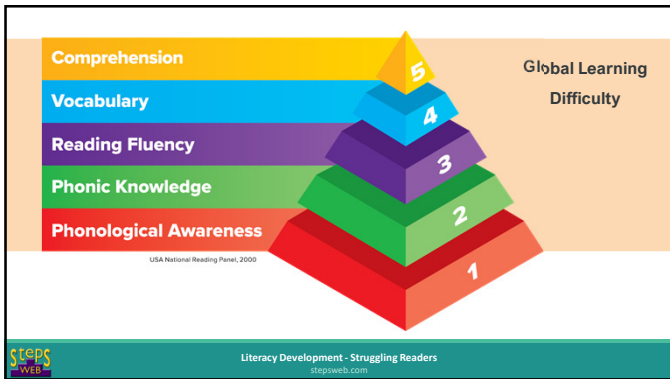 Comprehension
Vocabulary
Reading Fluency
Phonic Knowledge
Phonological Awareness
USA National Reading Panel, 2000
5
4
3
2
1
Global Learning
Difficulty
StepS
WEB
Literacy Development - Struggling Readers
stepsweb.com